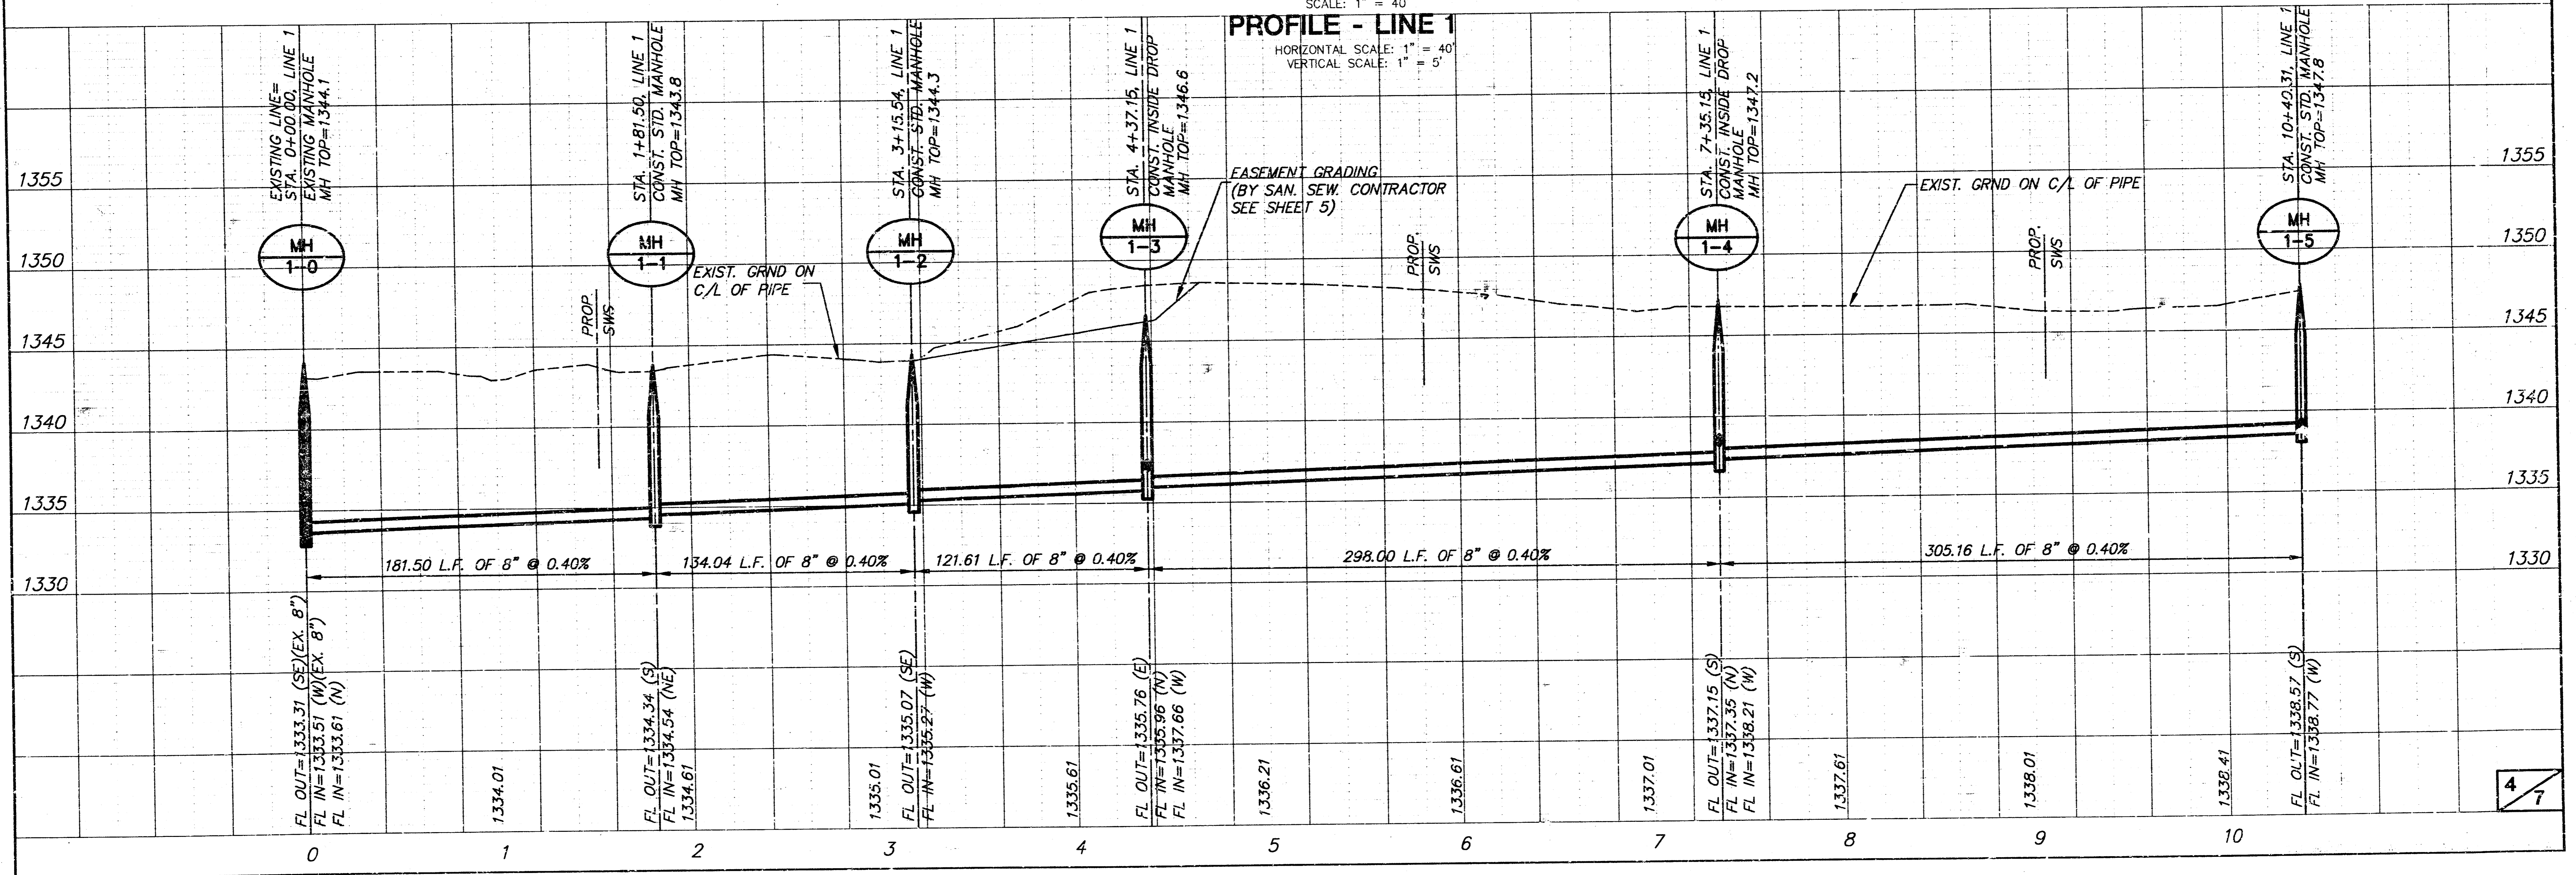 SCALE: 1" = 40'
PROFILE - LINE 1
HORIZONTAL SCALE: 1" = 40'
VERTICAL SCALE: 1" = 5'
EXISTING LINE=
STA. 0+00.00, LINE 1
EXISTING MANHOLE
MH TOP=1344.1
STA. 1+81.50, LINE 1
CONST. STD. MANHOLE
MH TOP=1343.8
STA. 3+15.54, LINE 1
CONST. STD. MANHOLE
MH TOP=1344.3
STA. 4+37.15, LINE 1
CONST. INSIDE DROP
MANHOLE
MH TOP=1346.6
STA. 7+35.15, LINE 1
CONST. INSIDE DROP
MANHOLE
MH TOP=1347.2
STA. 10+40.31, LINE 1
CONST. STD. MANHOLE
MH TOP=1347.8
1355
1355
EASEMENT GRADING
(BY SAN. SEW. CONTRACTOR
SEE SHEET 5)
EXIST. GRND ON C/L OF PIPE
MH
1-0
MH
1-1
MH
1-2
MH
1-3
MH
1-4
MH
1-5
1350
1350
EXIST. GRND ON
C/L OF PIPE
PROP.
SWS
PROP.
SWS
PROP.
SWS
1345
1345
1340
1340
1335
1335
181.50 L.F. OF 8" @ 0.40%
134.04 L.F. OF 8" @ 0.40%
121.61 L.F. OF 8" @ 0.40%
298.00 L.F. OF 8" @ 0.40%
305.16 L.F. OF 8" @ 0.40%
1330
1330
FL OUT=1333.31 (SE)(EX. 8")
FL IN=1333.51 (W)(EX. 8")
FL IN=1333.61 (N)
1334.01
FL OUT=1334.34 (S)
FL IN=1334.54 (NE)
1334.61
1335.01
FL OUT=1335.07 (SE)
FL IN=1335.27 (W)
1335.61
FL OUT=1335.76 (E)
FL IN=1335.96 (N)
FL IN=1337.66 (W)
1336.21
1336.61
1337.01
FL OUT=1337.15 (S)
FL IN=1337.35 (N)
FL IN=1338.21 (W)
1337.61
1338.01
1338.41
FL OUT=1338.57 (S)
FL IN=1338.77 (W)
4/7
0 1 2 3 4 5 6 7 8 9 10